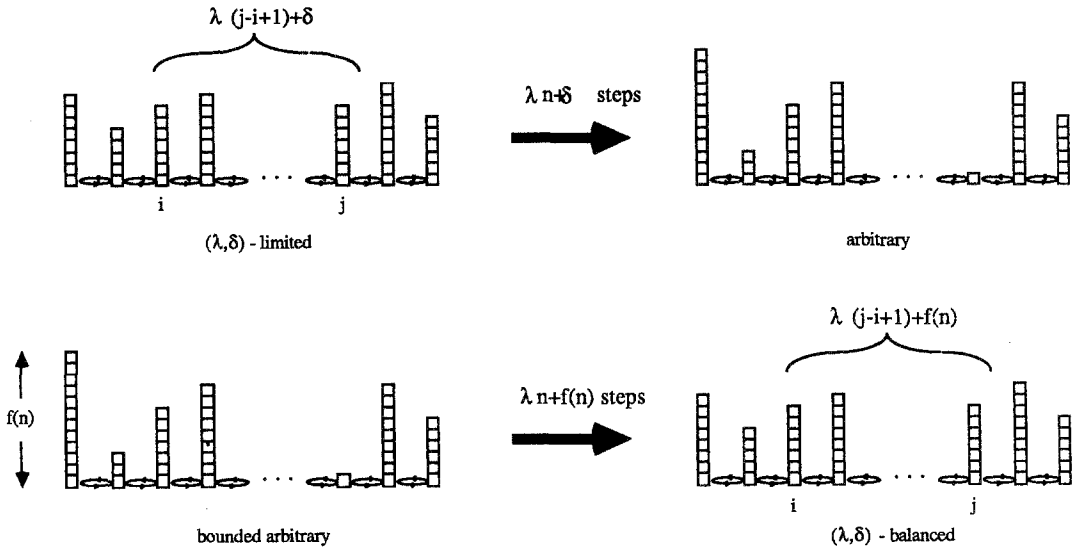 λ (j-i+1)+δ
λ n+δ steps
i j
(λ,δ) - limited
arbitrary
λ (j-i+1)+f(n)
f(n)
λ n+f(n) steps
i j
bounded arbitrary
(λ,δ) - balanced